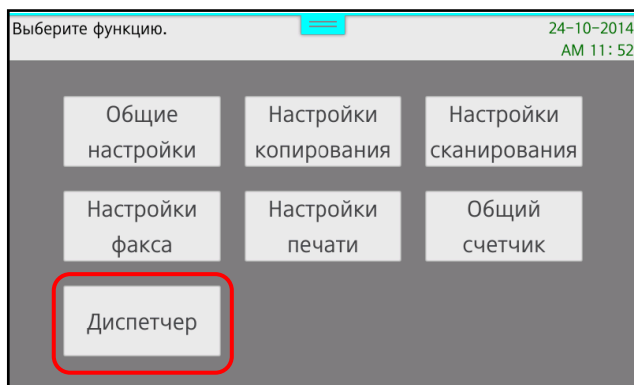 Выберите функцию.
24-10-2014
AM 11: 52
Общие
настройки
Настройки
копирования
Настройки
сканирования
Настройки
факса
Настройки
печати
Общий
счетчик
Диспетчер